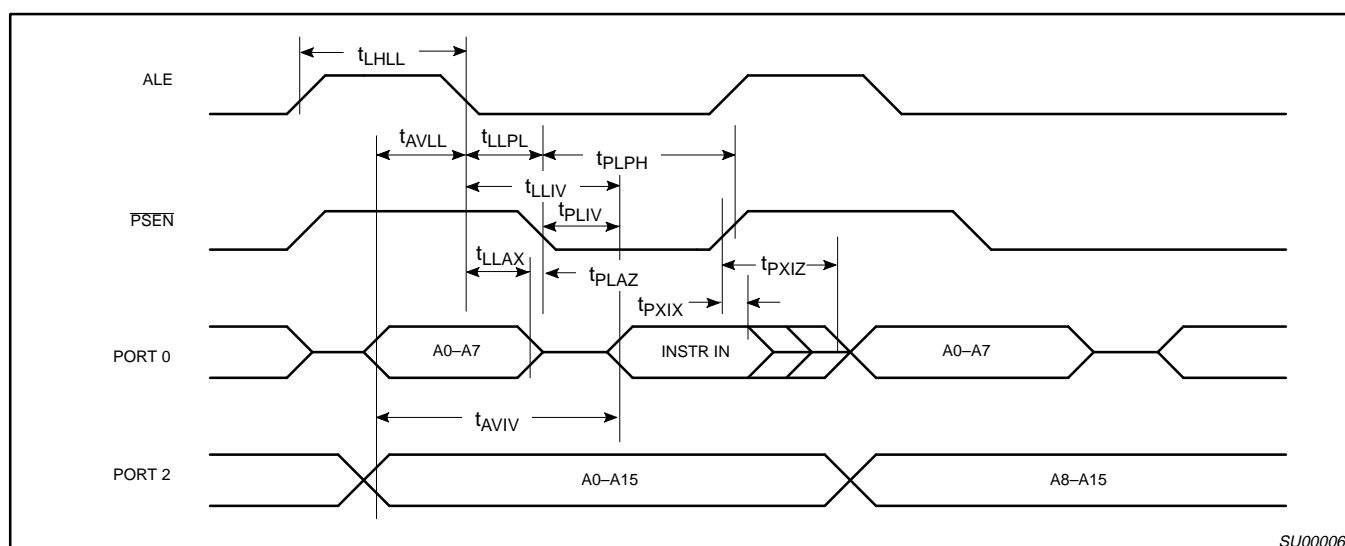 tLHLL
ALE
tAVLL
tLLPL
tPLPH
tLLIV
PSEN
tPLIV
tLLAX
tPLAZ
tPXIZ
tPXIX
PORT 0
A0–A7
INSTR IN
A0–A7
tAVIV
PORT 2
A0–A15
A8–A15
SU00006